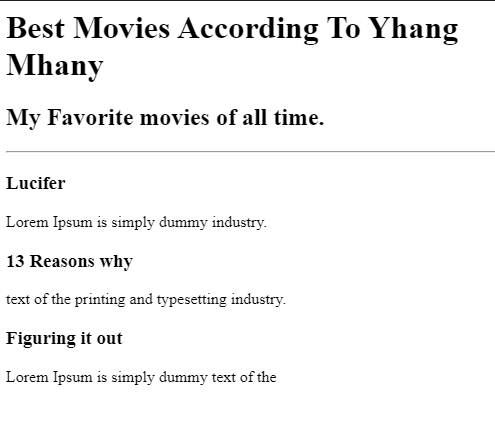 Best Movies According To Yhang
Mhany
My Favorite movies of all time.
Lucifer
Lorem Ipsum is simply dummy industry.
13 Reasons why
text of the printing and typesetting industry.
Figuring it out
Lorem Ipsum is simply dummy text of the